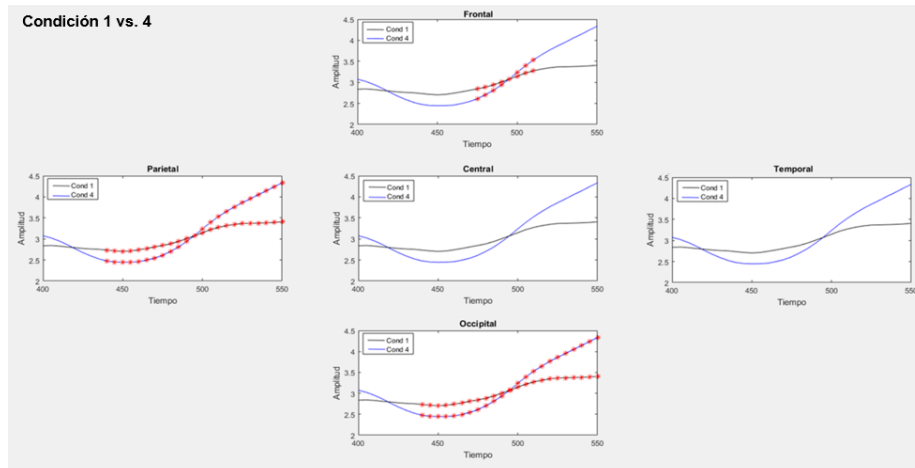 Condición 1 vs. 4
Frontal
Cond 1
Cond 4
Amplitud
4.5
4
3.5
3
2.5
2
400
450
500
550
Tiempo
Parietal
Cond 1
Cond 4
Amplitud
4.5
4
3.5
3
2.5
2
400
450
500
550
Tiempo
Central
Cond 1
Cond 4
Amplitud
4.5
4
3.5
3
2.5
2
400
450
500
550
Tiempo
Temporal
Cond 1
Cond 4
Amplitud
4.5
4
3.5
3
2.5
2
400
450
500
550
Tiempo
Occipital
Cond 1
Cond 4
Amplitud
4.5
4
3.5
3
2.5
2
400
450
500
550
Tiempo